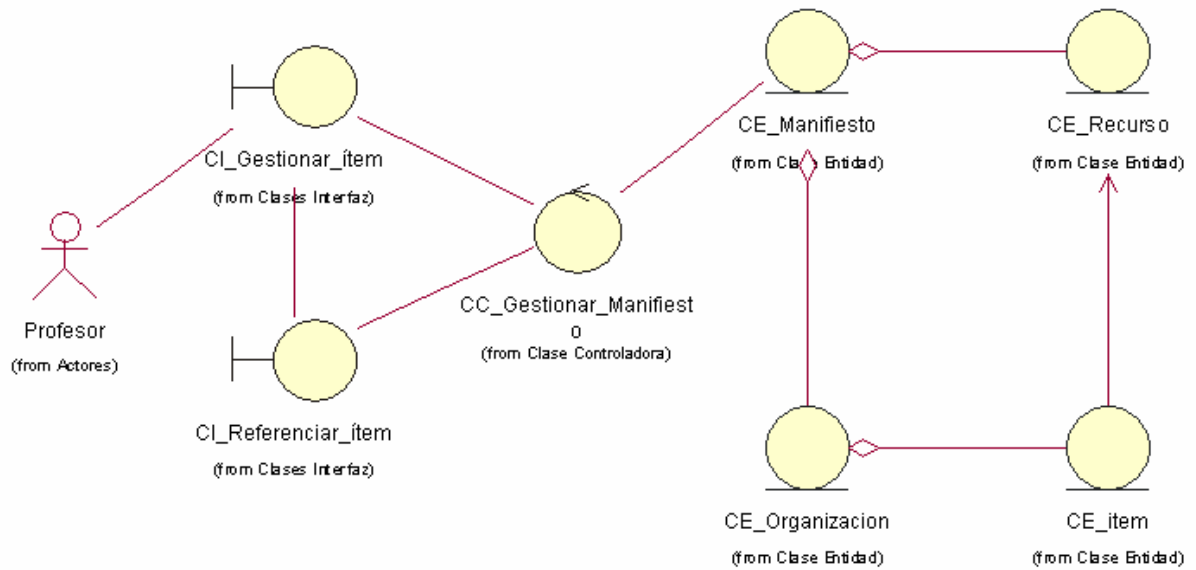 CI_Gestionar_ítem
(from Clases Interfaz)
Profesor
(from Actores)
CI_Referenciar_ítem
(from Clases Interfaz)
CC_Gestionar_Manifiest
o
(from Clase Controladora)
CE_Manifiesto
(from Clase Entidad)
CE_Recurso
(from Clase Entidad)
CE_Organizacion
(from Clase Entidad)
CE_item
(from Clase Entidad)